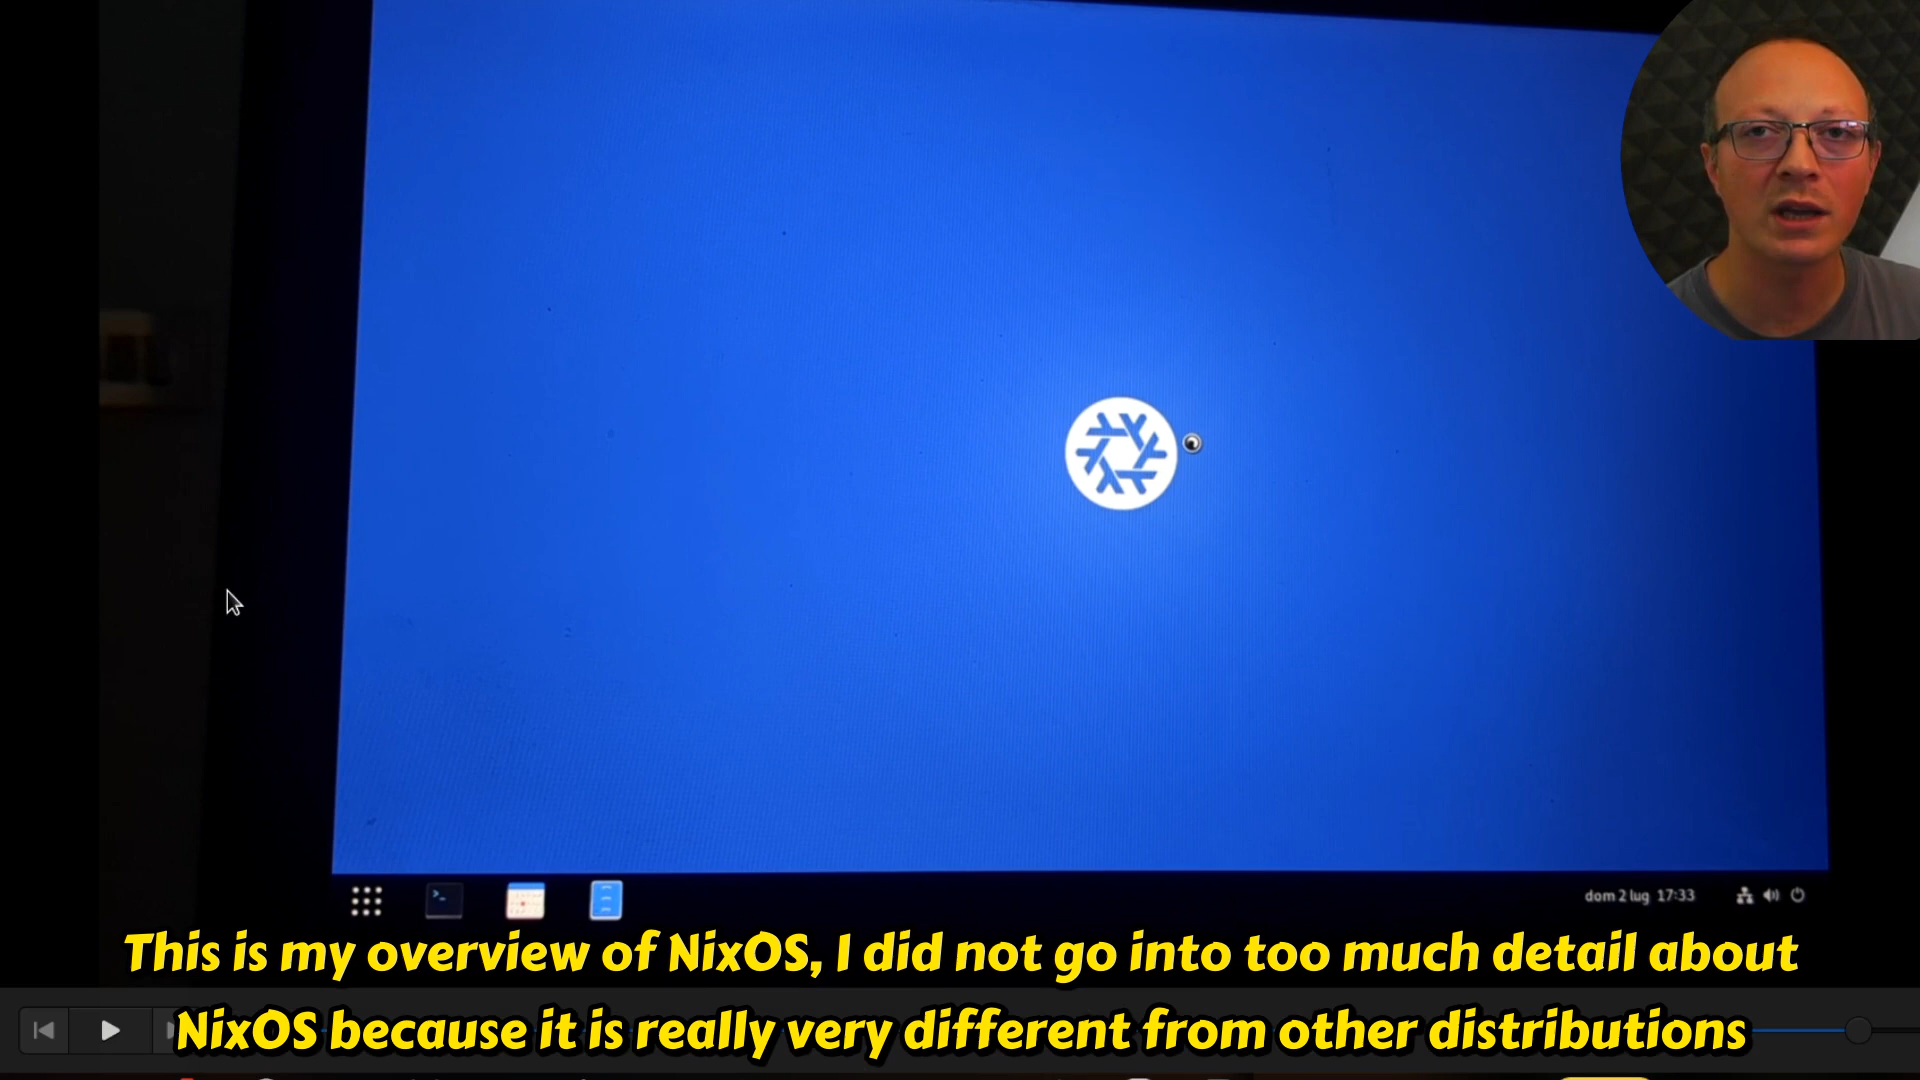 dom 2 lug 17:33
This is my overview of NixOS, I did not go into too much detail about
NixOS because it is really very different from other distributions